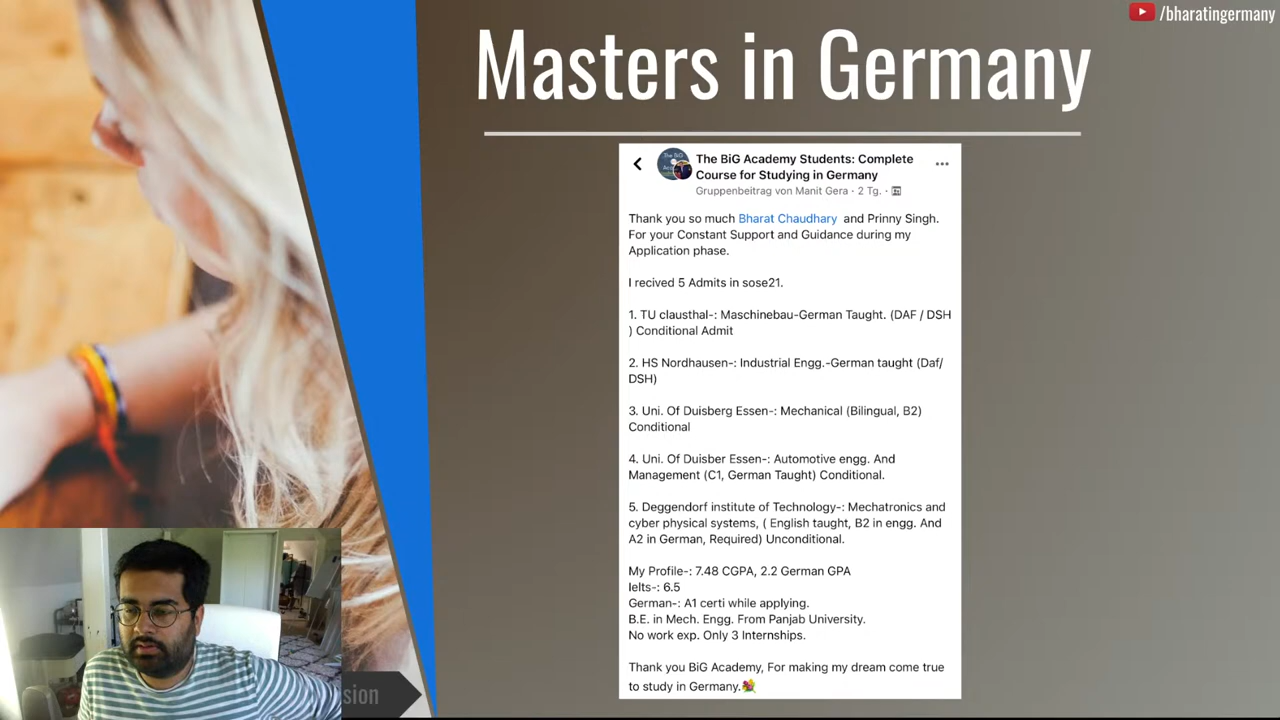 /bharatingermany
Masters in Germany
The BiG Academy Students: Complete
Course for Studying in Germany
Gruppenbeitrag von Manit Gera · 2 Tg. ·
Thank you so much Bharat Chaudhary and Prinny Singh.
For your Constant Support and Guidance during my
Application phase.
I recived 5 Admits in sose21.
1. TU clausthal-: Maschinebau-German Taught. (DAF / DSH
) Conditional Admit
2. HS Nordhausen-: Industrial Engg.-German taught (Daf/
DSH)
3. Uni. Of Duisberg Essen-: Mechanical (Bilingual, B2)
Conditional
4. Uni. Of Duisber Essen-: Automotive engg. And
Management (C1, German Taught) Conditional.
5. Deggendorf institute of Technology-: Mechatronics and
cyber physical systems, ( English taught, B2 in engg. And
A2 in German, Required) Unconditional.
My Profile-: 7.48 CGPA, 2.2 German GPA
Ielts-: 6.5
German-: A1 certi while applying.
B.E. in Mech. Engg. From Panjab University.
No work exp. Only 3 Internships.
Thank you BiG Academy, For making my dream come true
to study in Germany.💐